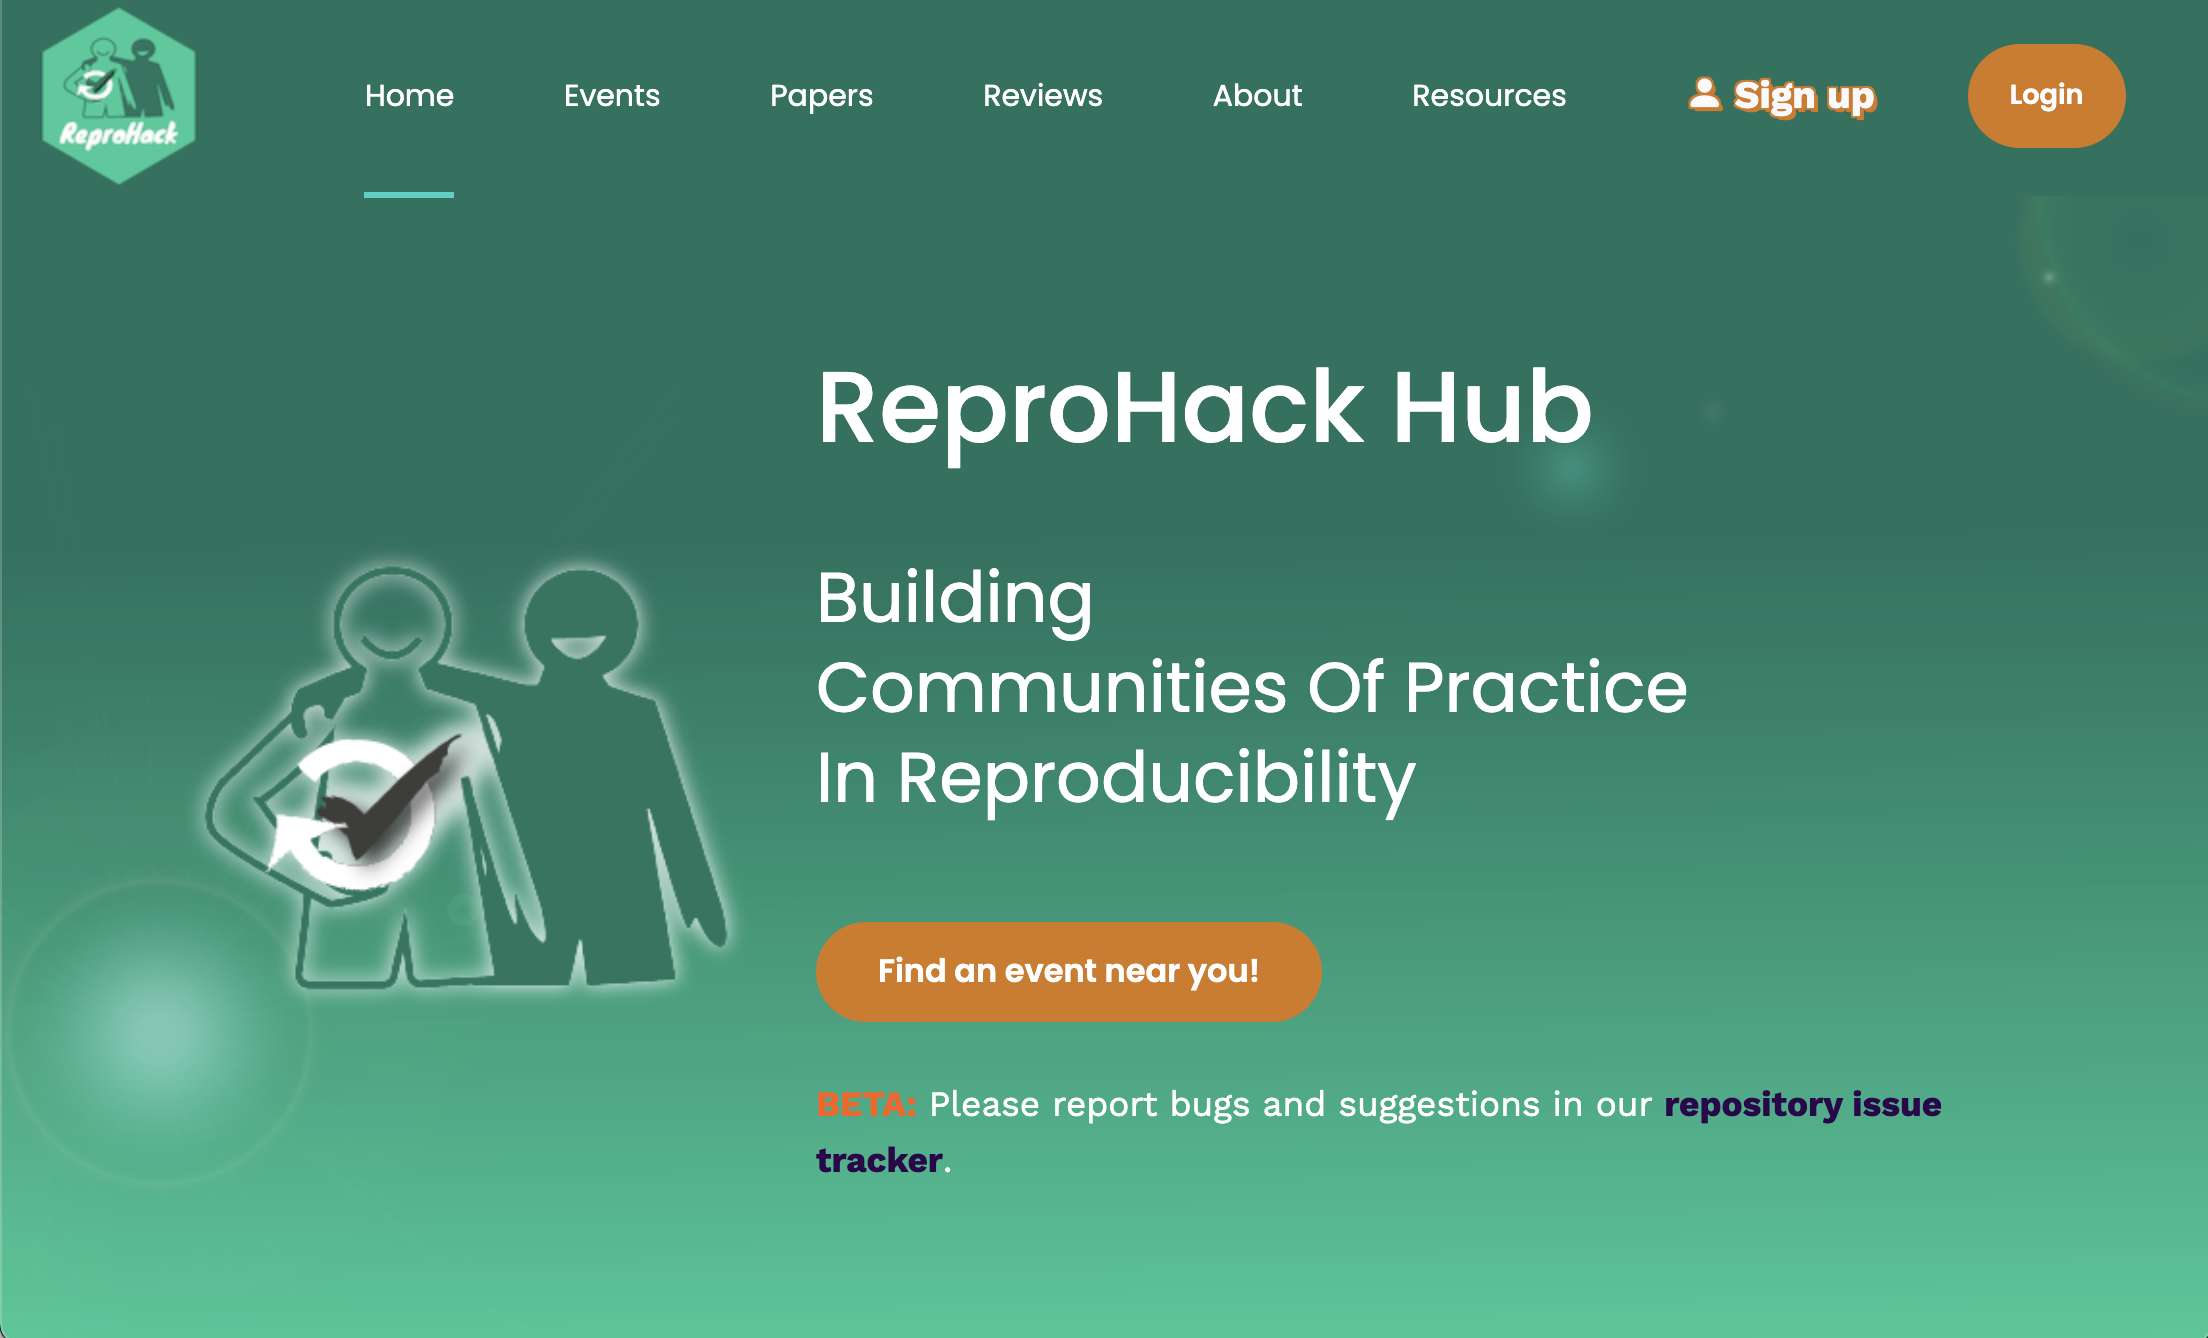 ReproHack
Home
Events
Papers
Reviews
About
Resources
Sign up
Login
ReproHack Hub
Building
Communities Of Practice
In Reproducibility
Find an event near you!
BETA: Please report bugs and suggestions in our repository issue
tracker.